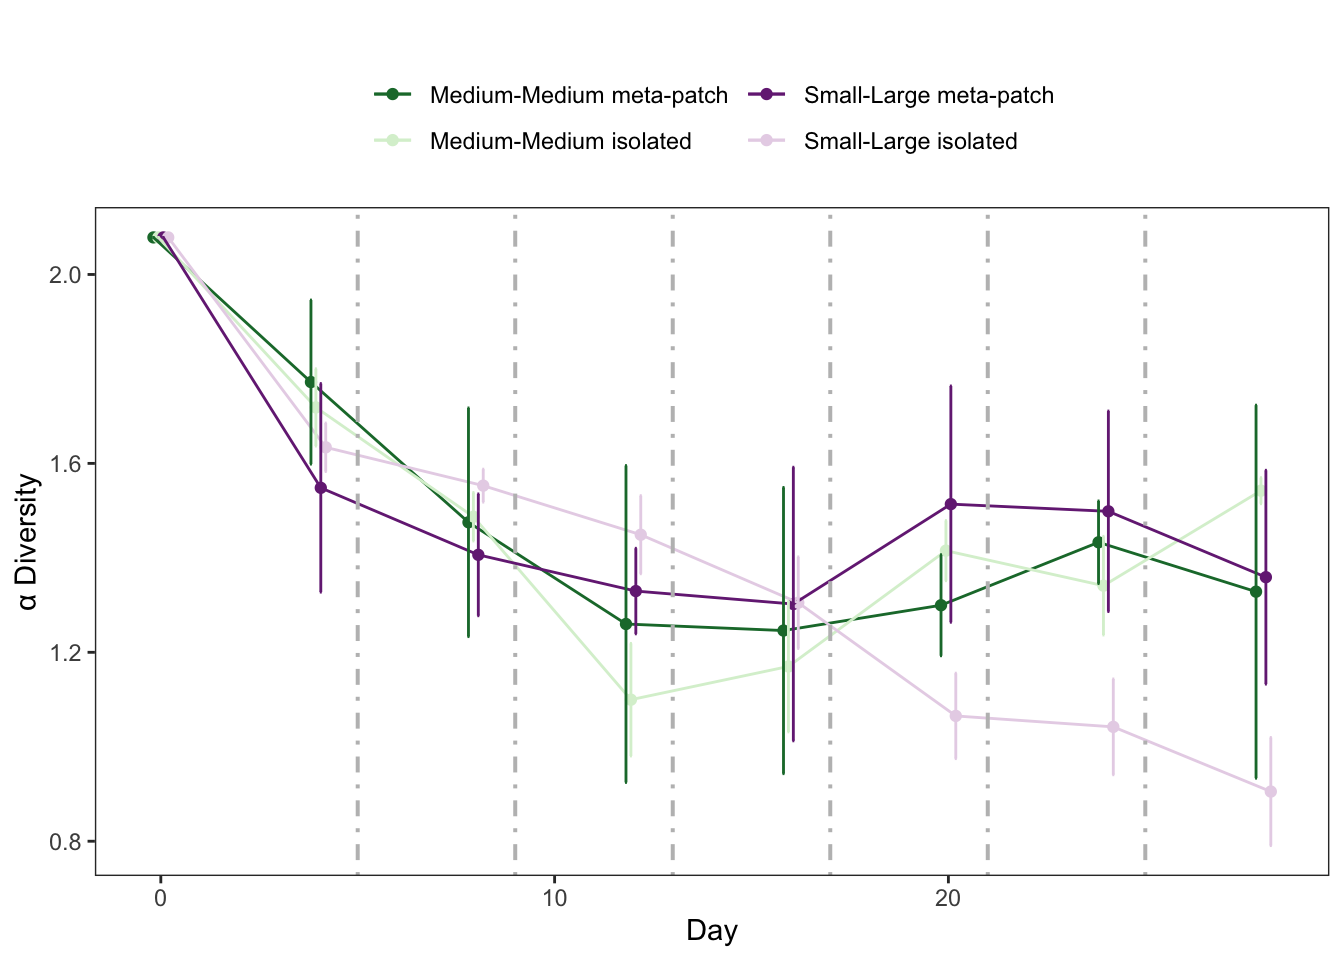 Medium-Medium meta-patch Small-Large meta-patch
Medium-Medium isolated Small-Large isolated
2.0
1.6
1.2
0.8
α Diversity
0 10 20
Day